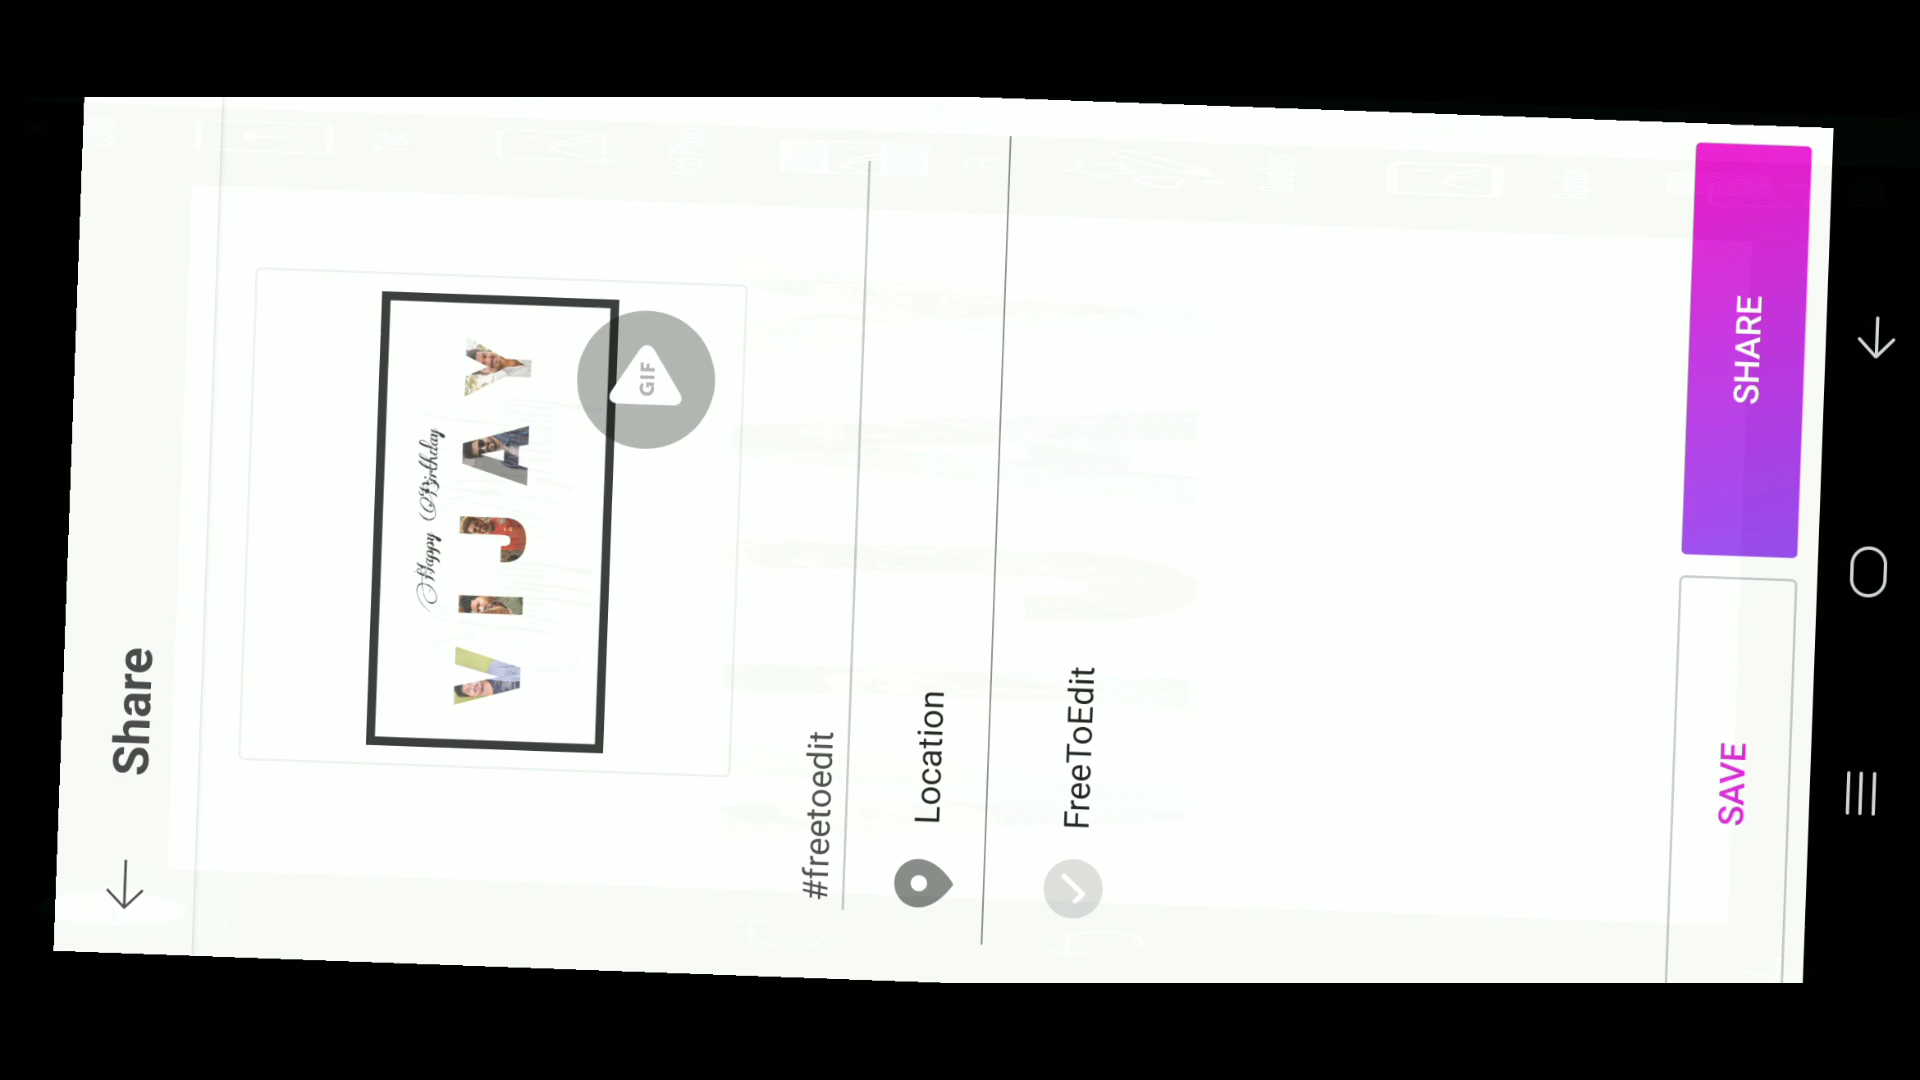 Share
Happy Birthday
VIJAY
GIF
#freetoedit
Location
FreeToEdit
SAVE
SHARE